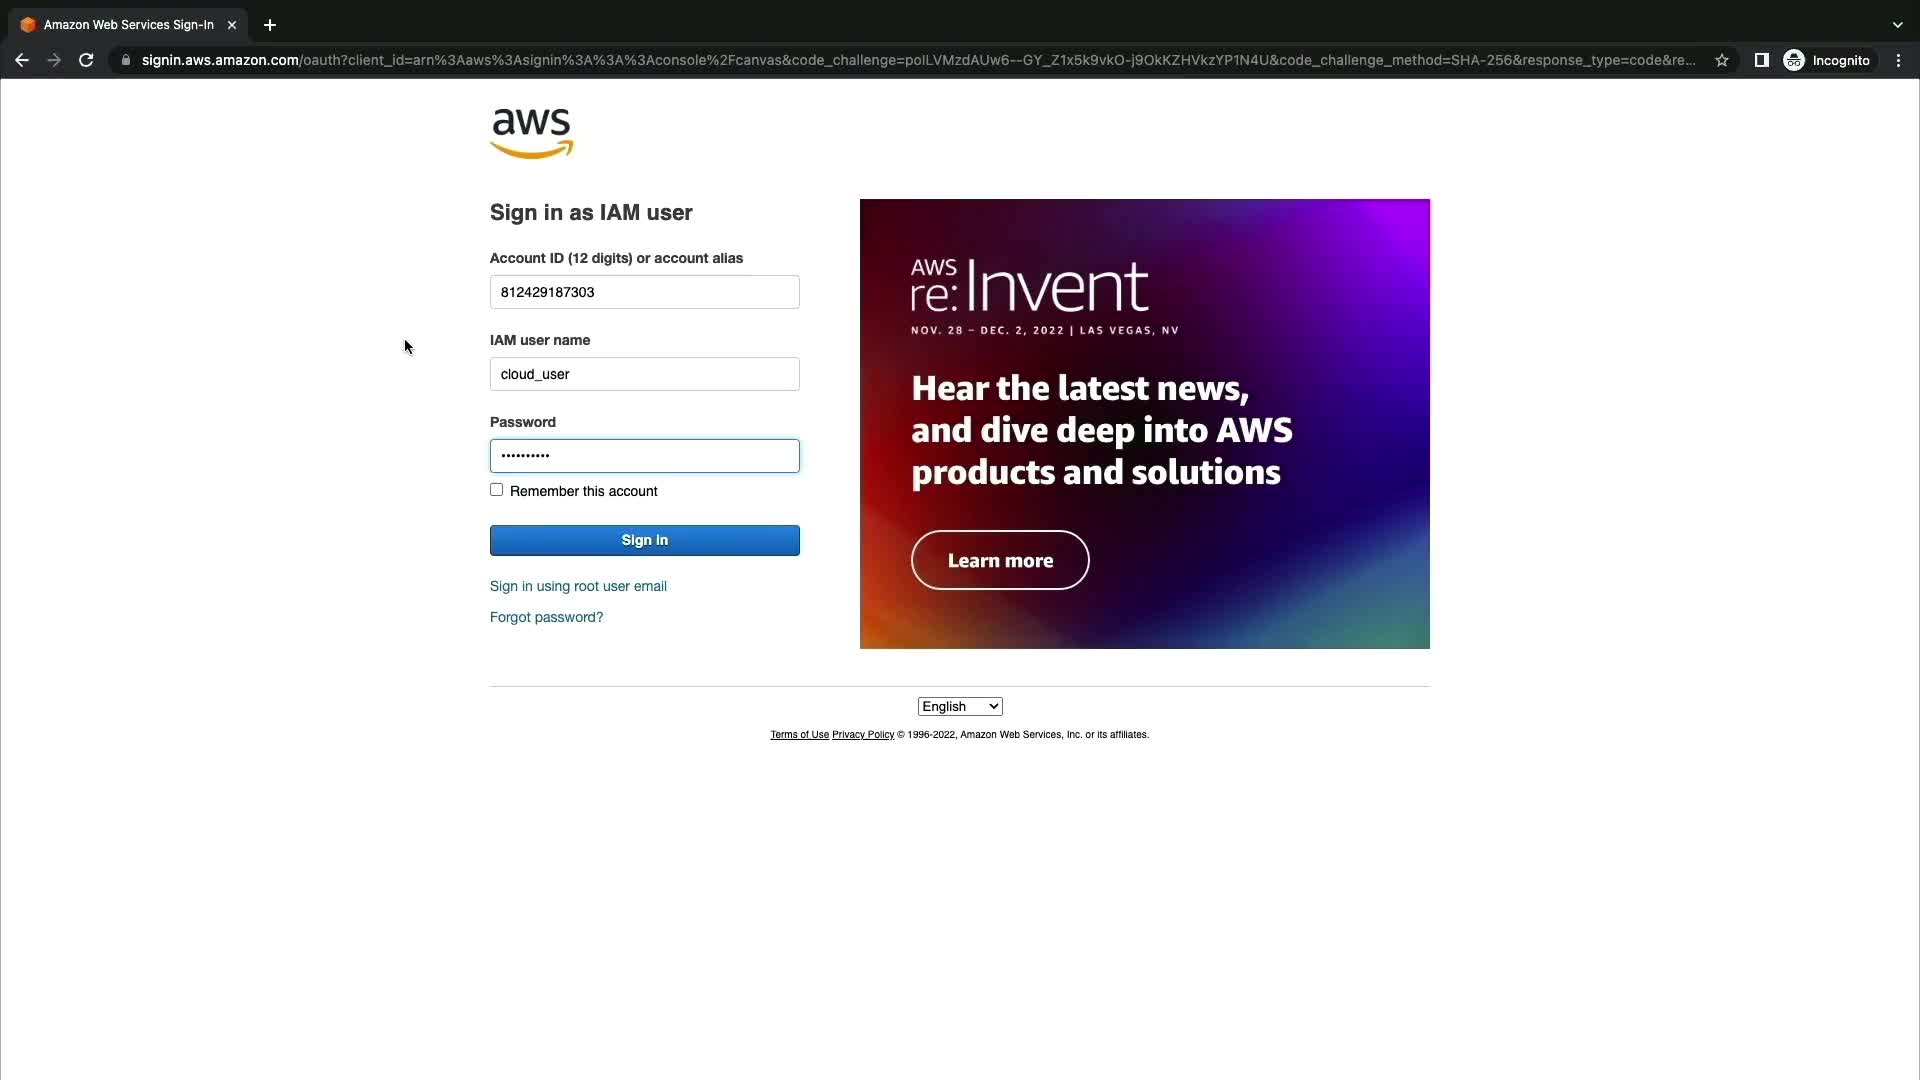 Amazon Web Services Sign-In
signin.aws.amazon.com/oauth?client_id=arn%3Aaws%3Asignin%3A%3A%3Aconsole%2Fcanvas&code_challenge=polLVMzdAUw6--GY_Z1x5k9vkO-j9OkKZHVkzYP1N4U&code_challenge_method=SHA-256&response_type=code&re...
Incognito
aws
Sign in as IAM user
Account ID (12 digits) or account alias
812429187303
IAM user name
cloud_user
Password
••••••••••
Remember this account
Sign in
Sign in using root user email
Forgot password?
AWS
re:Invent
NOV. 28 – DEC. 2, 2022 | LAS VEGAS, NV
Hear the latest news,
and dive deep into AWS
products and solutions
Learn more
English
Terms of Use Privacy Policy © 1996-2022, Amazon Web Services, Inc. or its affiliates.